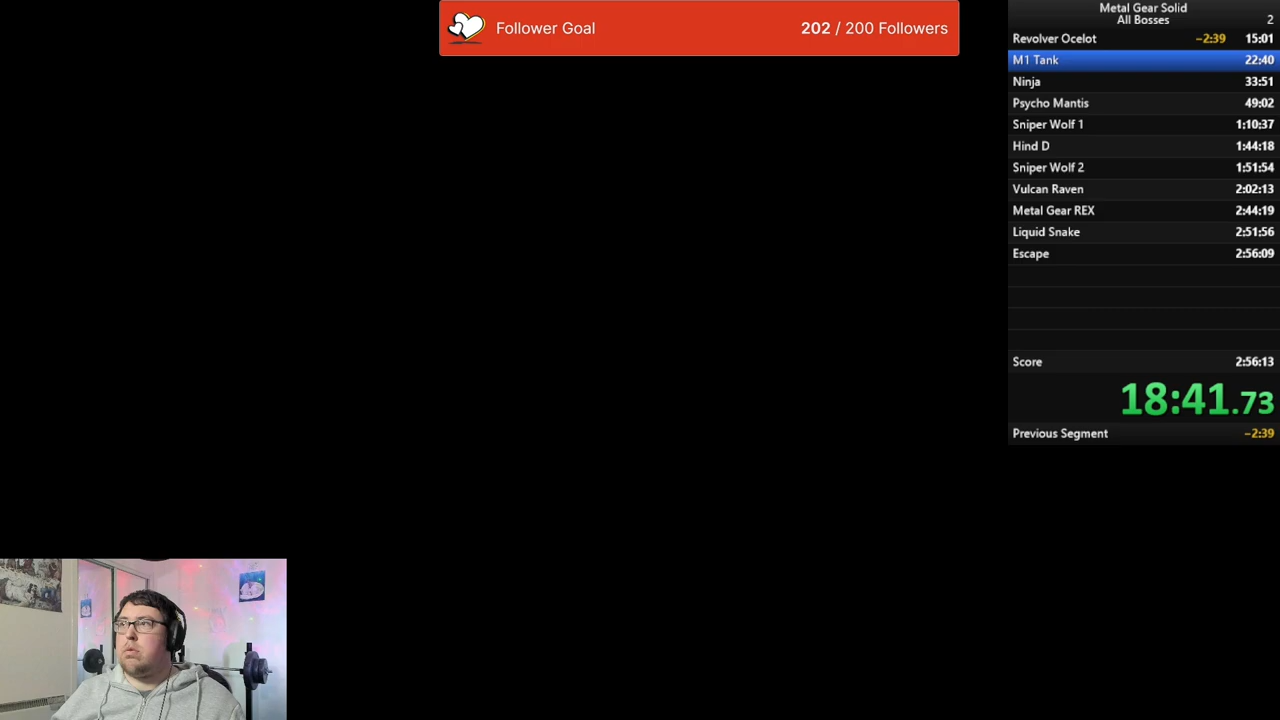 Follower Goal 202 / 200 Followers
Metal Gear Solid
All Bosses 2
Revolver Ocelot −2:39 15:01
M1 Tank 22:40
Ninja 33:51
Psycho Mantis 49:02
Sniper Wolf 1 1:10:37
Hind D 1:44:18
Sniper Wolf 2 1:51:54
Vulcan Raven 2:02:13
Metal Gear REX 2:44:19
Liquid Snake 2:51:56
Escape 2:56:09
Score 2:56:13
18:41.73
Previous Segment −2:39